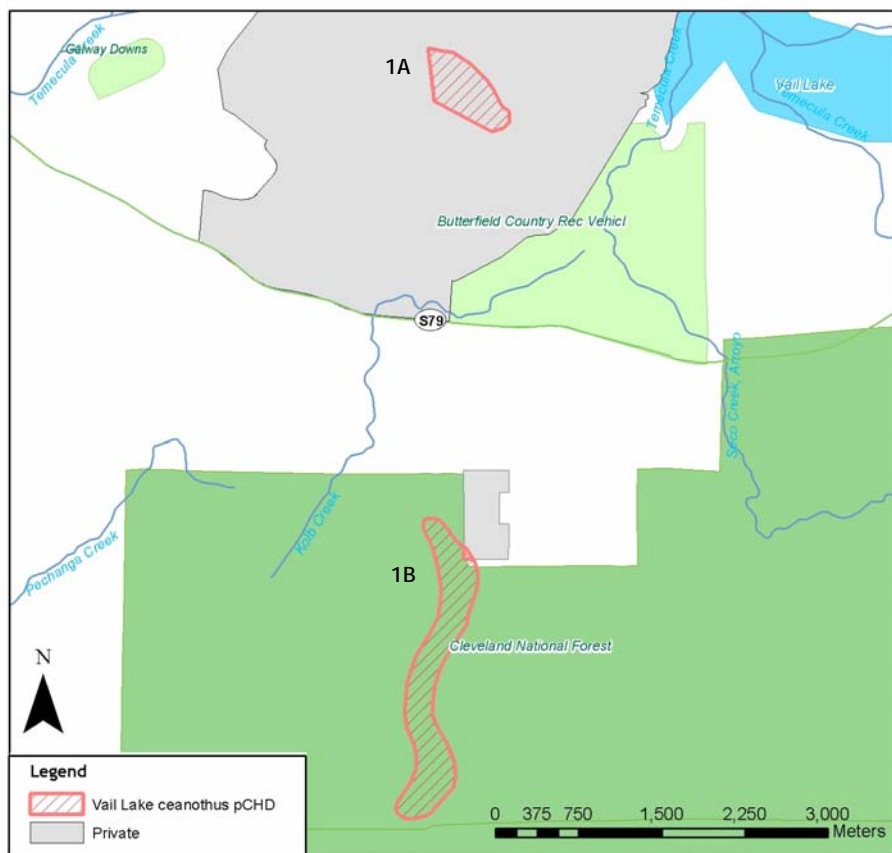 Galway Downs
Temecula Creek
1A
Temecula Creek
Vail Lake
Temecula Creek
Butterfield Country Rec Vehicl
S79
Seco Creek, Arroyo
Kolb Creek
Pechanga Creek
1B
Cleveland National Forest
N
Legend
Vail Lake ceanothus pCHD
Private
0 375 750 1,500 2,250 3,000
Meters